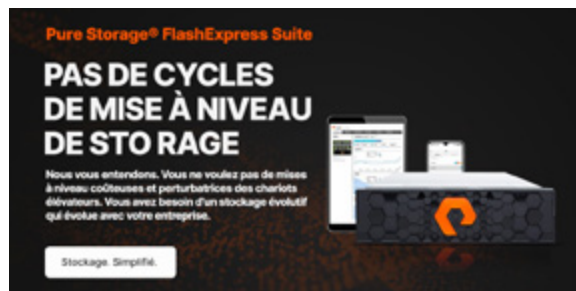 Pure Storage® FlashExpress Suite
PAS DE CYCLES
DE MISE À NIVEAU
DE STO RAGE
Nous vous entendons. Vous ne voulez pas de mises
à niveau coûteuses et perturbatrices des chariots
élévateurs. Vous avez besoin d'un stockage évolutif
qui évolue avec votre entreprise.
Stockage. Simplifié.